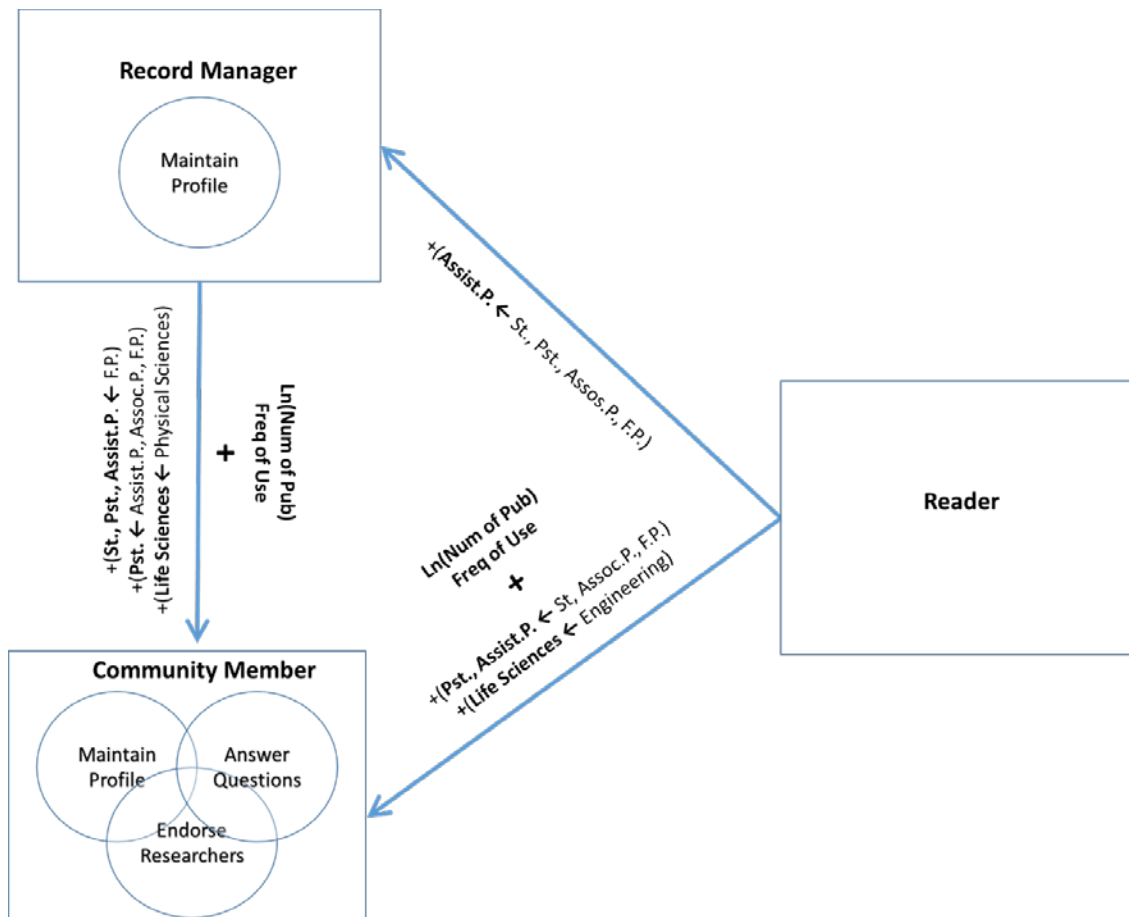 Record Manager
Maintain
Profile
+(Assist.P. ← St., Pst., Assos.P., F.P.)
+(St., Pst., Assist.P. ← F.P.)
+(Pst. ← Assist.P., Assoc.P., F.P.)
+(Life Sciences ← Physical Sciences)
+
Ln(Num of Pub)
Freq of Use
Reader
Ln(Num of Pub)
Freq of Use
+
+(Pst., Assist.P. ← St, Assoc.P., F.P.)
+(Life Sciences ← Engineering)
Community Member
Maintain
Profile
Answer
Questions
Endorse
Researchers